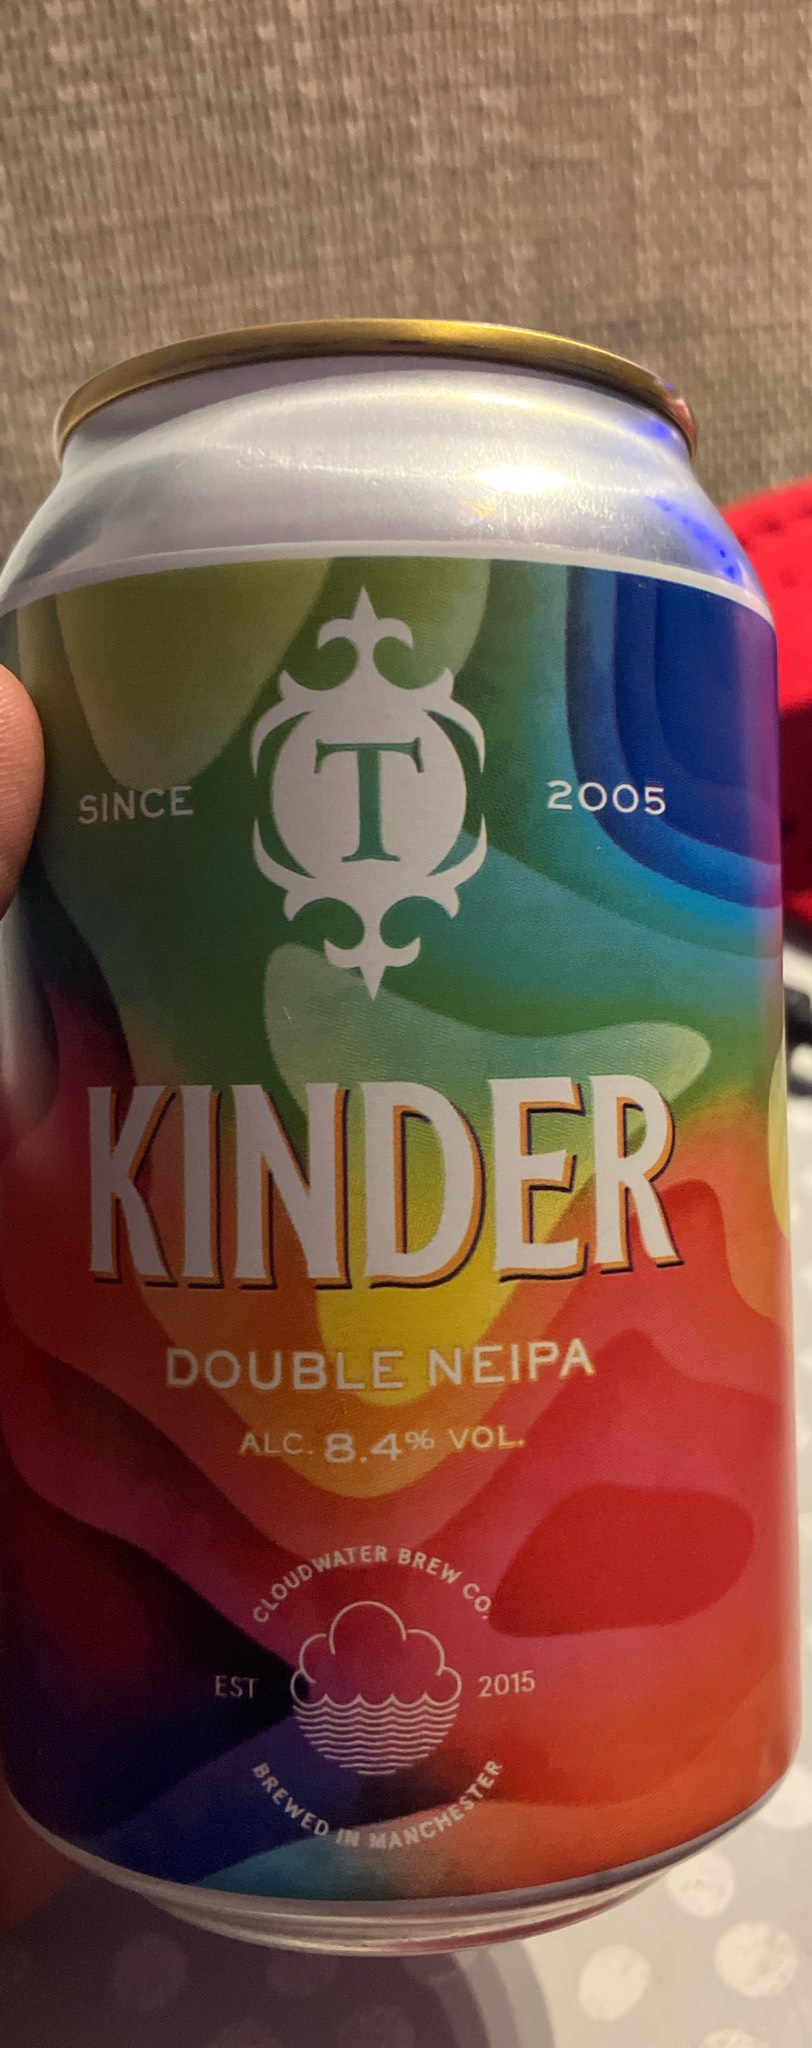 SINCE T 2005
KINDER
DOUBLE NEIPA
ALC. 8.4% VOL.
CLOUDWATER BREW CO.
EST 2015
BREWED IN MANCHESTER